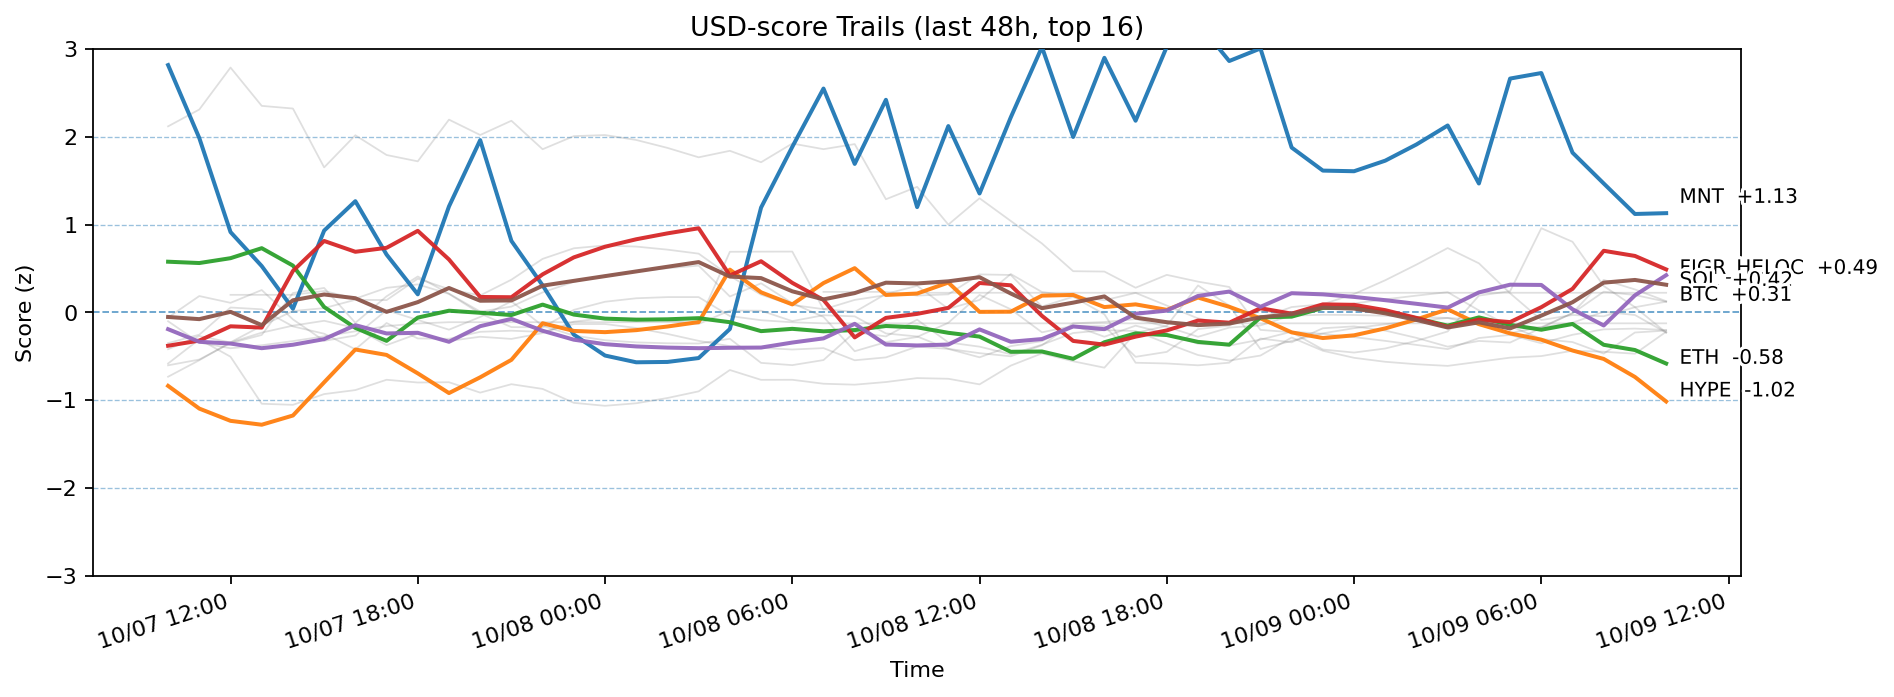 USD-score Trails (last 48h, top 16)
Score (z)
3
2
1
0
−1
−2
−3
MNT +1.13
FIGR_HELOC +0.49
SOL +0.42
BTC +0.31
ETH -0.58
HYPE -1.02
10/07 12:00
10/07 18:00
10/08 00:00
10/08 06:00
10/08 12:00
10/08 18:00
10/09 00:00
10/09 06:00
10/09 12:00
Time